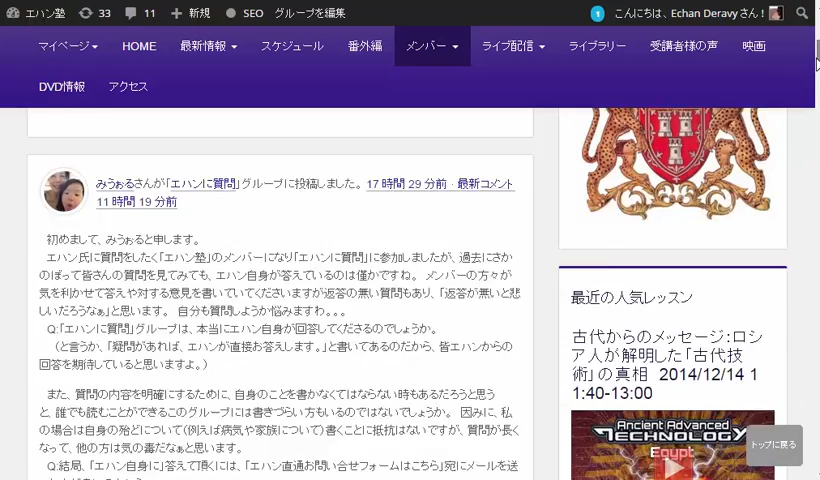 エハン塾 33 11 新規 SEO グループを編集 1 こんにちは、Echan Deravy さん！
マイページ HOME 最新情報 スケジュール 番外編 メンバー ライブ配信 ライブラリー 受講者様の声 映画
DVD情報 アクセス
みうぉるさんが「エハンに質問」グループに投稿しました。 17 時間 29 分前 · 最新コメント
11 時間 19 分前
初めまして、みうぉると申します。
エハン氏に質問をしたく「エハン塾」のメンバーになり「エハンに質問」に参加しましたが、過去にさか
のぼって皆さんの質問を見てみても、エハン自身が答えているのは僅かですね。 メンバーの方々が
気を利かせて答えや対する意見を書いていてくださいますが返答の無い質問もあり、「返答が無いと悲
しいだろうなぁ」と思います。 自分も質問しようか悩みますわ。。。
Q:「エハンに質問」グループは、本当にエハン自身が回答してくださるのでしょうか。
（と言うか、「疑問があれば、エハンが直接お答えします。」と書いてあるのだから、皆エハンからの
回答を期待していると思いますよ。）
また、質問の内容を明確にするために、自身のことを書かなくてはならない時もあるだろうと思う
と、誰でも読むことができるこのグループには書きづらい方もいるのではないでしょうか。 因みに、私
の場合は自身の殆どについて(例えば病気や家族について)書くことに抵抗はないですが、質問が長く
なって、他の方は気の毒だなぁと思います。
Q:結局、「エハン自身に」答えて頂くには、「エハン直通お問い合せフォームはこちら」宛にメールを送
最近の人気レッスン
古代からのメッセージ：ロシ
ア人が解明した「古代技
術」の真相 2014/12/14 1
1:40-13:00
Ancient Advanced
Technology
Egypt
トップに戻る